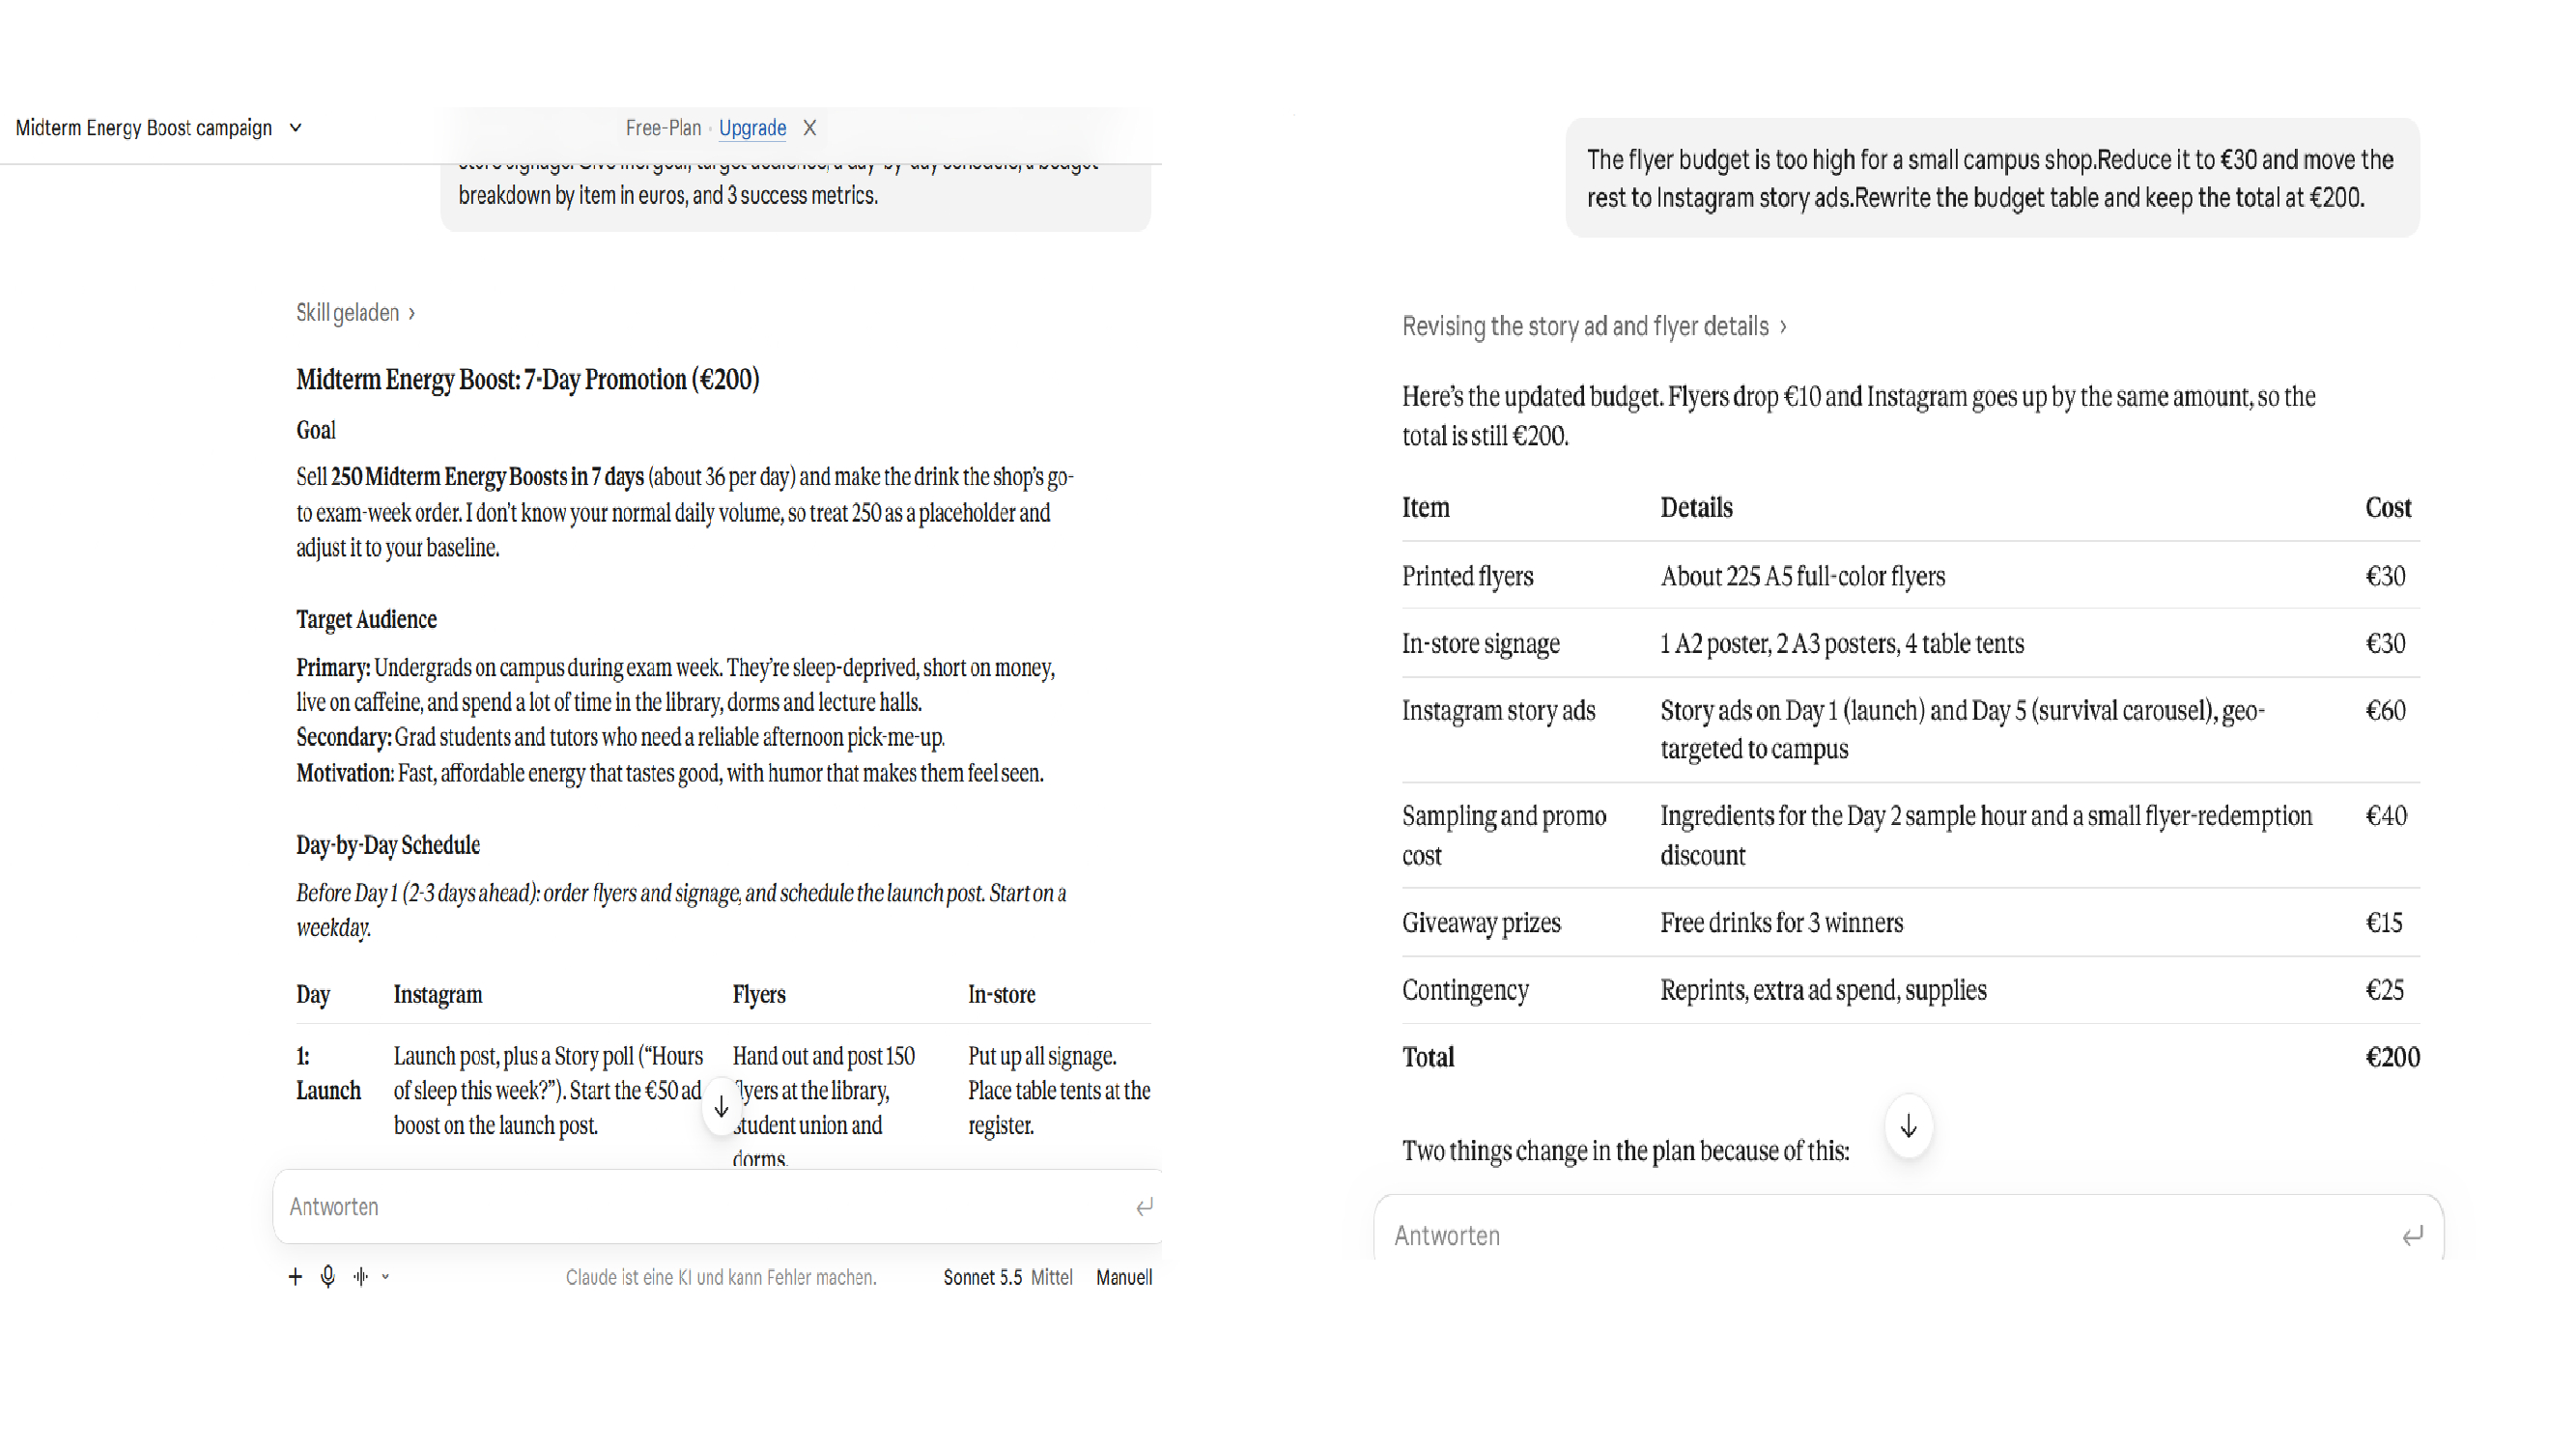 Midterm Energy Boost campaign
Free-Plan · Upgrade X
breakdown by item in euros, and 3 success metrics.
Skill geladen >
Midterm Energy Boost: 7-Day Promotion (€200)
Goal
Sell 250 Midterm Energy Boosts in 7 days (about 36 per day) and make the drink the shop's go-
to exam-week order. I don't know your normal daily volume, so treat 250 as a placeholder and
adjust it to your baseline.
Target Audience
Primary: Undergrads on campus during exam week. They're sleep-deprived, short on money,
live on caffeine, and spend a lot of time in the library, dorms and lecture halls.
Secondary: Grad students and tutors who need a reliable afternoon pick-me-up.
Motivation: Fast, affordable energy that tastes good, with humor that makes them feel seen.
Day-by-Day Schedule
Before Day 1 (2-3 days ahead): order flyers and signage, and schedule the launch post. Start on a
weekday.
Day Instagram Flyers In-store
1: Launch post, plus a Story poll ("Hours Hand out and post 150 Put up all signage.
Launch of sleep this week?"). Start the €50 ad flyers at the library, Place table tents at the
boost on the launch post. student union and register.
dorms.
Antworten
Claude ist eine KI und kann Fehler machen. Sonnet 5.5 Mittel Manuell
The flyer budget is too high for a small campus shop.Reduce it to €30 and move the
rest to Instagram story ads.Rewrite the budget table and keep the total at €200.
Revising the story ad and flyer details >
Here's the updated budget. Flyers drop €10 and Instagram goes up by the same amount, so the
total is still €200.
Item Details Cost
Printed flyers About 225 A5 full-color flyers €30
In-store signage 1 A2 poster, 2 A3 posters, 4 table tents €30
Instagram story ads Story ads on Day 1 (launch) and Day 5 (survival carousel), geo- €60
targeted to campus
Sampling and promo Ingredients for the Day 2 sample hour and a small flyer-redemption €40
cost discount
Giveaway prizes Free drinks for 3 winners €15
Contingency Reprints, extra ad spend, supplies €25
Total €200
Two things change in the plan because of this:
Antworten